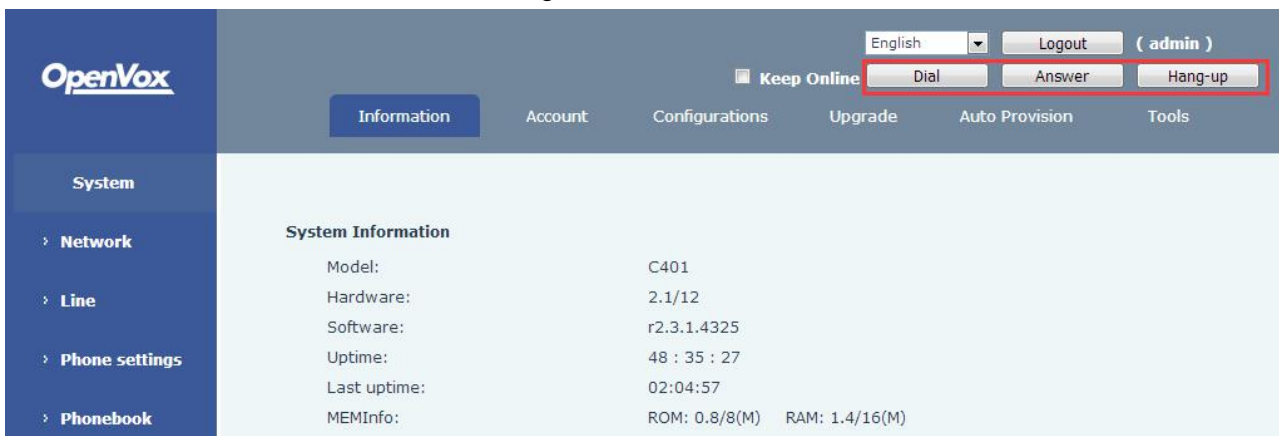 English Logout ( admin )
OpenVox
Keep Online Dial Answer Hang-up
Information Account Configurations Upgrade Auto Provision Tools
System
› Network
› Line
› Phone settings
› Phonebook
System Information
Model: C401
Hardware: 2.1/12
Software: r2.3.1.4325
Uptime: 48 : 35 : 27
Last uptime: 02:04:57
MEMInfo: ROM: 0.8/8(M) RAM: 1.4/16(M)